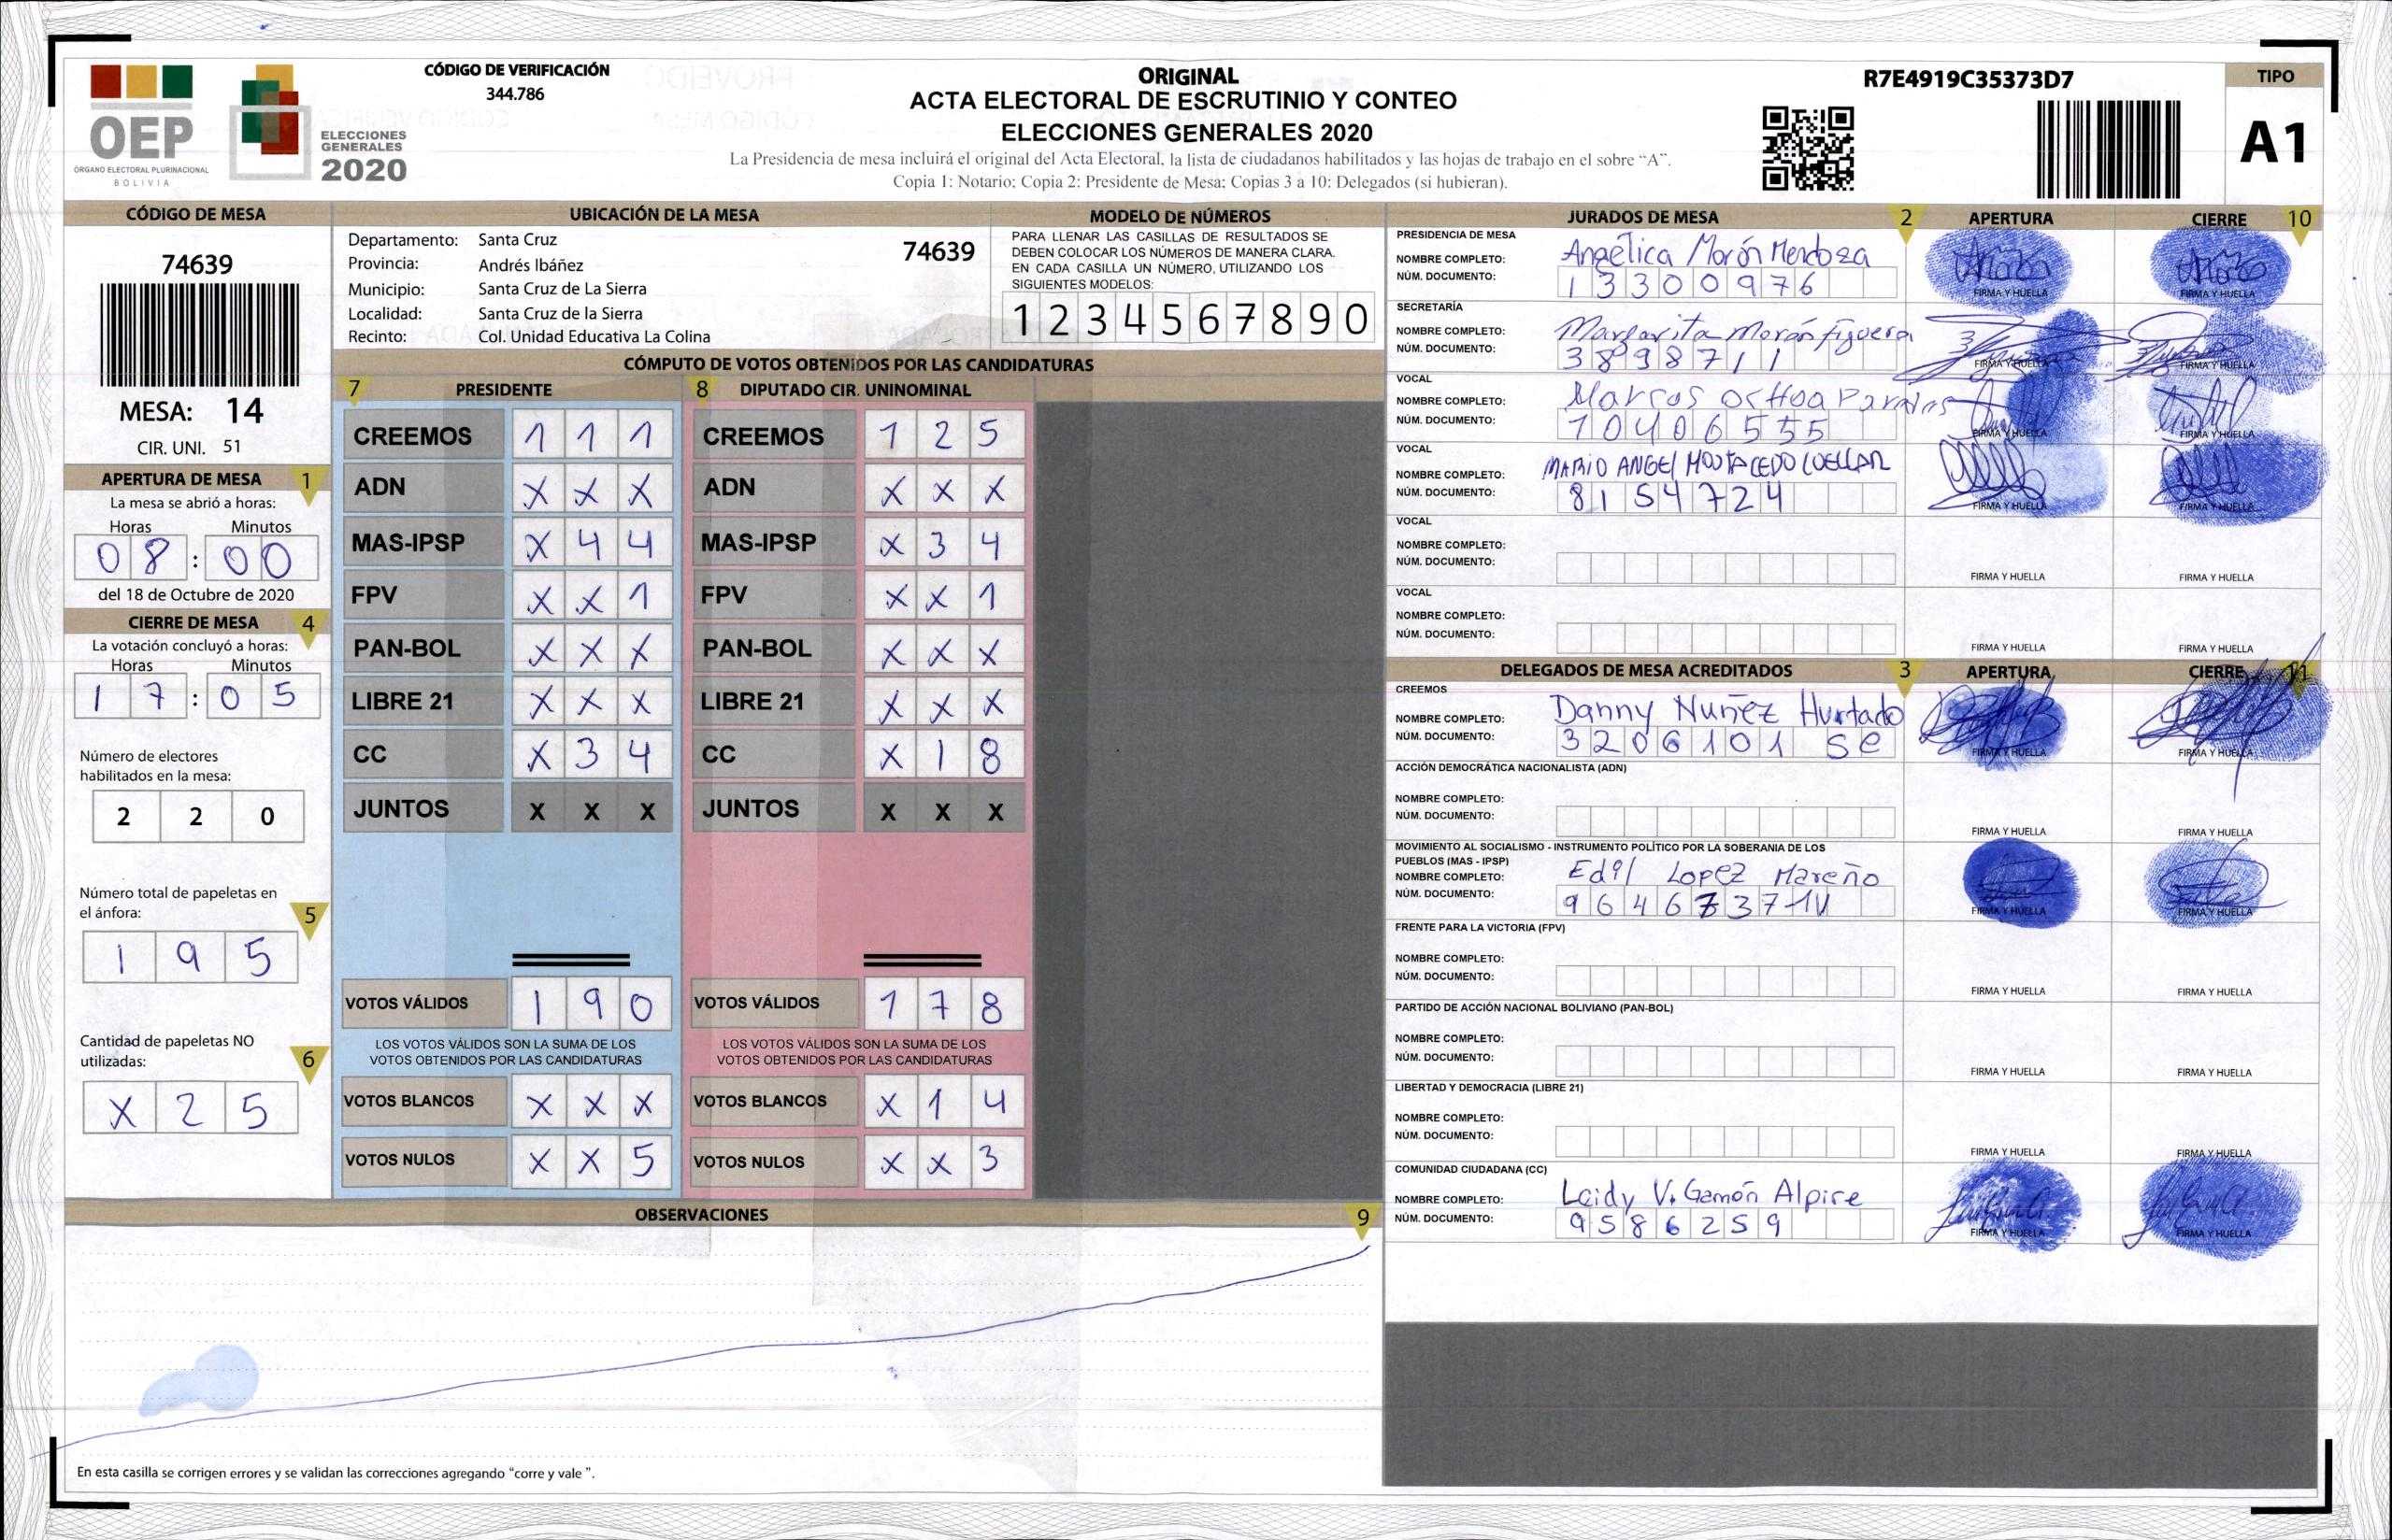 OEP
ÓRGANO ELECTORAL PLURINACIONAL
BOLIVIA
ELECCIONES
GENERALES
2020
CÓDIGO DE VERIFICACIÓN
344.786
ORIGINAL
ACTA ELECTORAL DE ESCRUTINIO Y CONTEO
ELECCIONES GENERALES 2020
La Presidencia de mesa incluirá el original del Acta Electoral, la lista de ciudadanos habilitados y las hojas de trabajo en el sobre “A”.
Copia 1: Notario; Copia 2: Presidente de Mesa; Copias 3 a 10: Delegados (si hubieran).
R7E4919C35373D7
TIPO
A1
CÓDIGO DE MESA
74639
MESA: 14
CIR. UNI. 51
APERTURA DE MESA 1
La mesa se abrió a horas:
Horas Minutos
08:00
del 18 de Octubre de 2020
CIERRE DE MESA 4
La votación concluyó a horas:
Horas Minutos
17:05
Número de electores
habilitados en la mesa:
2 2 0
Número total de papeletas en
el ánfora: 5
1 9 5
Cantidad de papeletas NO
utilizadas: 6
X 2 5
UBICACIÓN DE LA MESA
Departamento: Santa Cruz
74639
Provincia: Andrés Ibáñez
Municipio: Santa Cruz de La Sierra
Localidad: Santa Cruz de la Sierra
Recinto: Col. Unidad Educativa La Colina
MODELO DE NÚMEROS
PARA LLENAR LAS CASILLAS DE RESULTADOS SE
DEBEN COLOCAR LOS NÚMEROS DE MANERA CLARA.
EN CADA CASILLA UN NÚMERO, UTILIZANDO LOS
SIGUIENTES MODELOS:
1 2 3 4 5 6 7 8 9 0
CÓMPUTO DE VOTOS OBTENIDOS POR LAS CANDIDATURAS
7 PRESIDENTE
CREEMOS 1 1 1
ADN X X X
MAS-IPSP X 4 4
FPV X X 1
PAN-BOL X X X
LIBRE 21 X X X
CC X 3 4
JUNTOS X X X
VOTOS VÁLIDOS 1 9 0
LOS VOTOS VÁLIDOS SON LA SUMA DE LOS
VOTOS OBTENIDOS POR LAS CANDIDATURAS
VOTOS BLANCOS X X X
VOTOS NULOS X X 5
8 DIPUTADO CIR. UNINOMINAL
CREEMOS 1 2 5
ADN X X X
MAS-IPSP X 3 4
FPV X X 1
PAN-BOL X X X
LIBRE 21 X X X
CC X 1 8
JUNTOS X X X
VOTOS VÁLIDOS 1 7 8
LOS VOTOS VÁLIDOS SON LA SUMA DE LOS
VOTOS OBTENIDOS POR LAS CANDIDATURAS
VOTOS BLANCOS X 1 4
VOTOS NULOS X X 3
OBSERVACIONES 9
En esta casilla se corrigen errores y se validan las correcciones agregando “corre y vale ”.
JURADOS DE MESA 2 APERTURA CIERRE 10
PRESIDENCIA DE MESA
NOMBRE COMPLETO: Angélica Morón Mendoza
NÚM. DOCUMENTO: 13300976
FIRMA Y HUELLA FIRMA Y HUELLA
SECRETARÍA
NOMBRE COMPLETO: Margarita Morón Figueroa
NÚM. DOCUMENTO: 3898711
FIRMA Y HUELLA FIRMA Y HUELLA
VOCAL
NOMBRE COMPLETO: Marcos Ochoa
NÚM. DOCUMENTO: 10406555
FIRMA Y HUELLA FIRMA Y HUELLA
VOCAL
NOMBRE COMPLETO: MARIO ANGEL MOSTACEDO CUELLAR
NÚM. DOCUMENTO: 8154724
FIRMA Y HUELLA FIRMA Y HUELLA
VOCAL
NOMBRE COMPLETO:
NÚM. DOCUMENTO:
FIRMA Y HUELLA FIRMA Y HUELLA
VOCAL
NOMBRE COMPLETO:
NÚM. DOCUMENTO:
FIRMA Y HUELLA FIRMA Y HUELLA
DELEGADOS DE MESA ACREDITADOS 3 APERTURA CIERRE 11
CREEMOS
NOMBRE COMPLETO: Danny Nuñez Hurtado
NÚM. DOCUMENTO: 3206101 SC
FIRMA Y HUELLA FIRMA Y HUELLA
ACCIÓN DEMOCRÁTICA NACIONALISTA (ADN)
NOMBRE COMPLETO:
NÚM. DOCUMENTO:
FIRMA Y HUELLA FIRMA Y HUELLA
MOVIMIENTO AL SOCIALISMO - INSTRUMENTO POLÍTICO POR LA SOBERANIA DE LOS
PUEBLOS (MAS - IPSP)
NOMBRE COMPLETO: Edil Lopez Mareño
NÚM. DOCUMENTO:
FIRMA Y HUELLA FIRMA Y HUELLA
FRENTE PARA LA VICTORIA (FPV)
NOMBRE COMPLETO:
NÚM. DOCUMENTO:
FIRMA Y HUELLA FIRMA Y HUELLA
PARTIDO DE ACCIÓN NACIONAL BOLIVIANO (PAN-BOL)
NOMBRE COMPLETO:
NÚM. DOCUMENTO:
FIRMA Y HUELLA FIRMA Y HUELLA
LIBERTAD Y DEMOCRACIA (LIBRE 21)
NOMBRE COMPLETO:
NÚM. DOCUMENTO:
FIRMA Y HUELLA FIRMA Y HUELLA
COMUNIDAD CIUDADANA (CC)
NOMBRE COMPLETO: Leidy V. Gamón Alpire
NÚM. DOCUMENTO: 9586259
FIRMA Y HUELLA FIRMA Y HUELLA